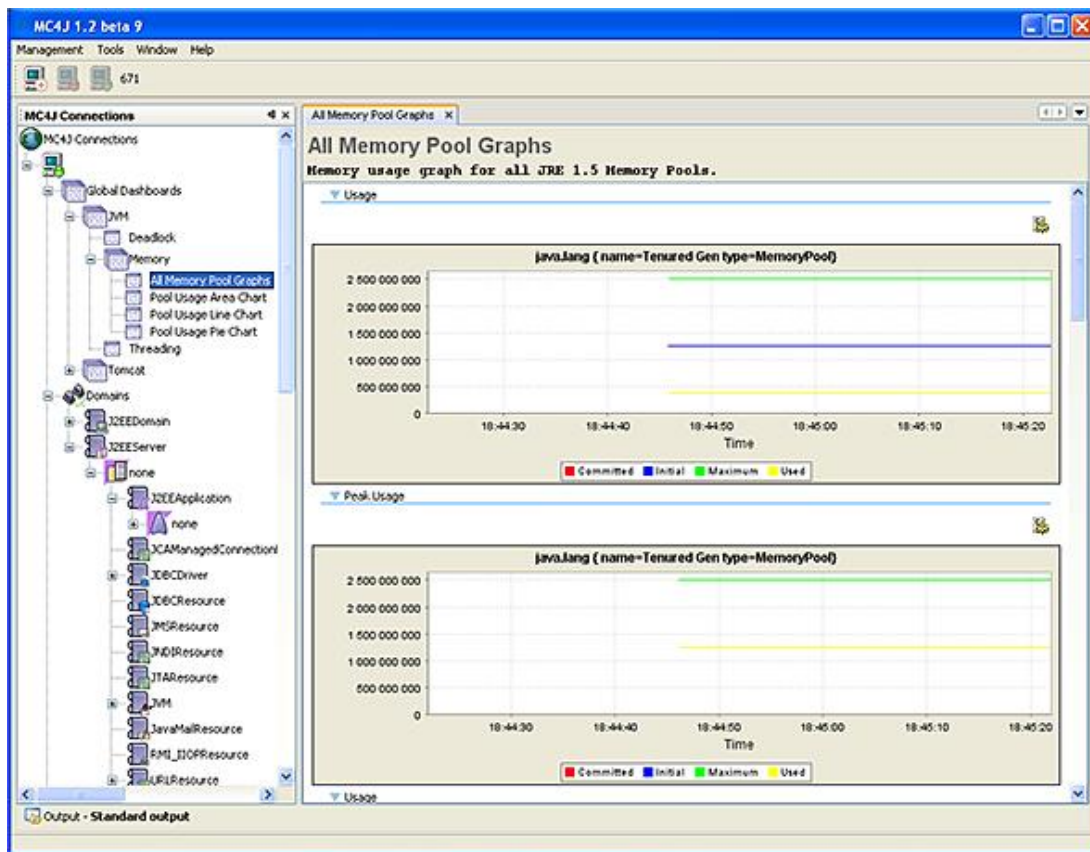 MC4J 1.2 beta 9
Management Tools Window Help
671
MC4J Connections
MC4J Connections
Global Dashboards
JVM
Deadlock
Memory
All Memory Pool Graphs
Pool Usage Area Chart
Pool Usage Line Chart
Pool Usage Pie Chart
Threading
Tomcat
Domains
J2EEDomain
J2EEServer
none
J2EEApplication
none
JCAManagedConnectionI
JDBCDriver
JDBCResource
JMSResource
JNDIResource
JTAResource
JVM
JavaMailResource
RMI_IIOPResource
URLResource
All Memory Pool Graphs
All Memory Pool Graphs
Memory usage graph for all JRE 1.5 Memory Pools.
Usage
java.lang ( name=Tenured Gen type=MemoryPool)
2 500 000 000
2 000 000 000
1 500 000 000
1 000 000 000
500 000 000
0
18:44:30 18:44:40 18:44:50 18:45:00 18:45:10 18:45:20
Time
Committed Initial Maximum Used
Peak Usage
java.lang ( name=Tenured Gen type=MemoryPool)
2 500 000 000
2 000 000 000
1 500 000 000
1 000 000 000
500 000 000
0
18:44:30 18:44:40 18:44:50 18:45:00 18:45:10 18:45:20
Time
Committed Initial Maximum Used
Usage
Output - Standard output